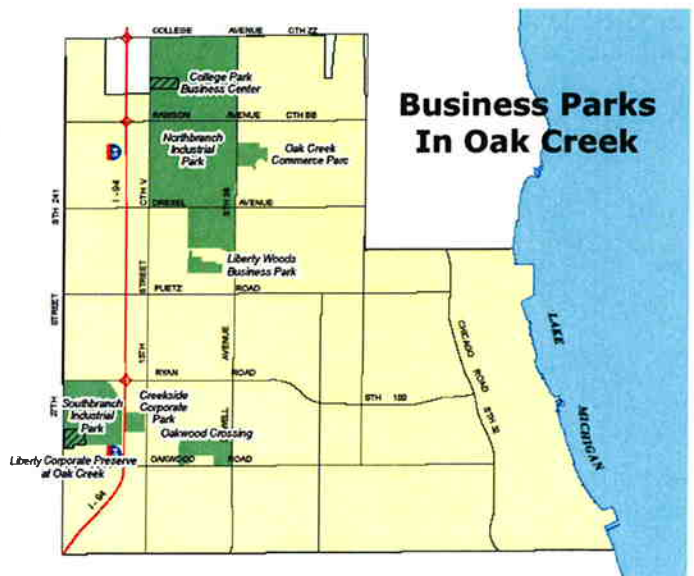 COLLEGE AVENUE CTH ZZ
College Park
Business Center
Business Parks
In Oak Creek
RAWSON AVENUE CTH BB
Northbranch
Industrial
Park
Oak Creek
Commerce Parc
STH 241
I - 94
CTH V
STH 38
DREXEL AVENUE
Liberty Woods
Business Park
STREET
PUETZ ROAD
STREET
13TH
AVENUE
LAKE
MICHIGAN
CHICAGO ROAD STH 32
RYAN ROAD
STH 100
27TH
Southbranch
Industrial
Park
Creekside
Corporate
Park
Oakwood Crossing
Liberty Corporate Preserve
at Oak Creek
OAKWOOD ROAD
I - 94